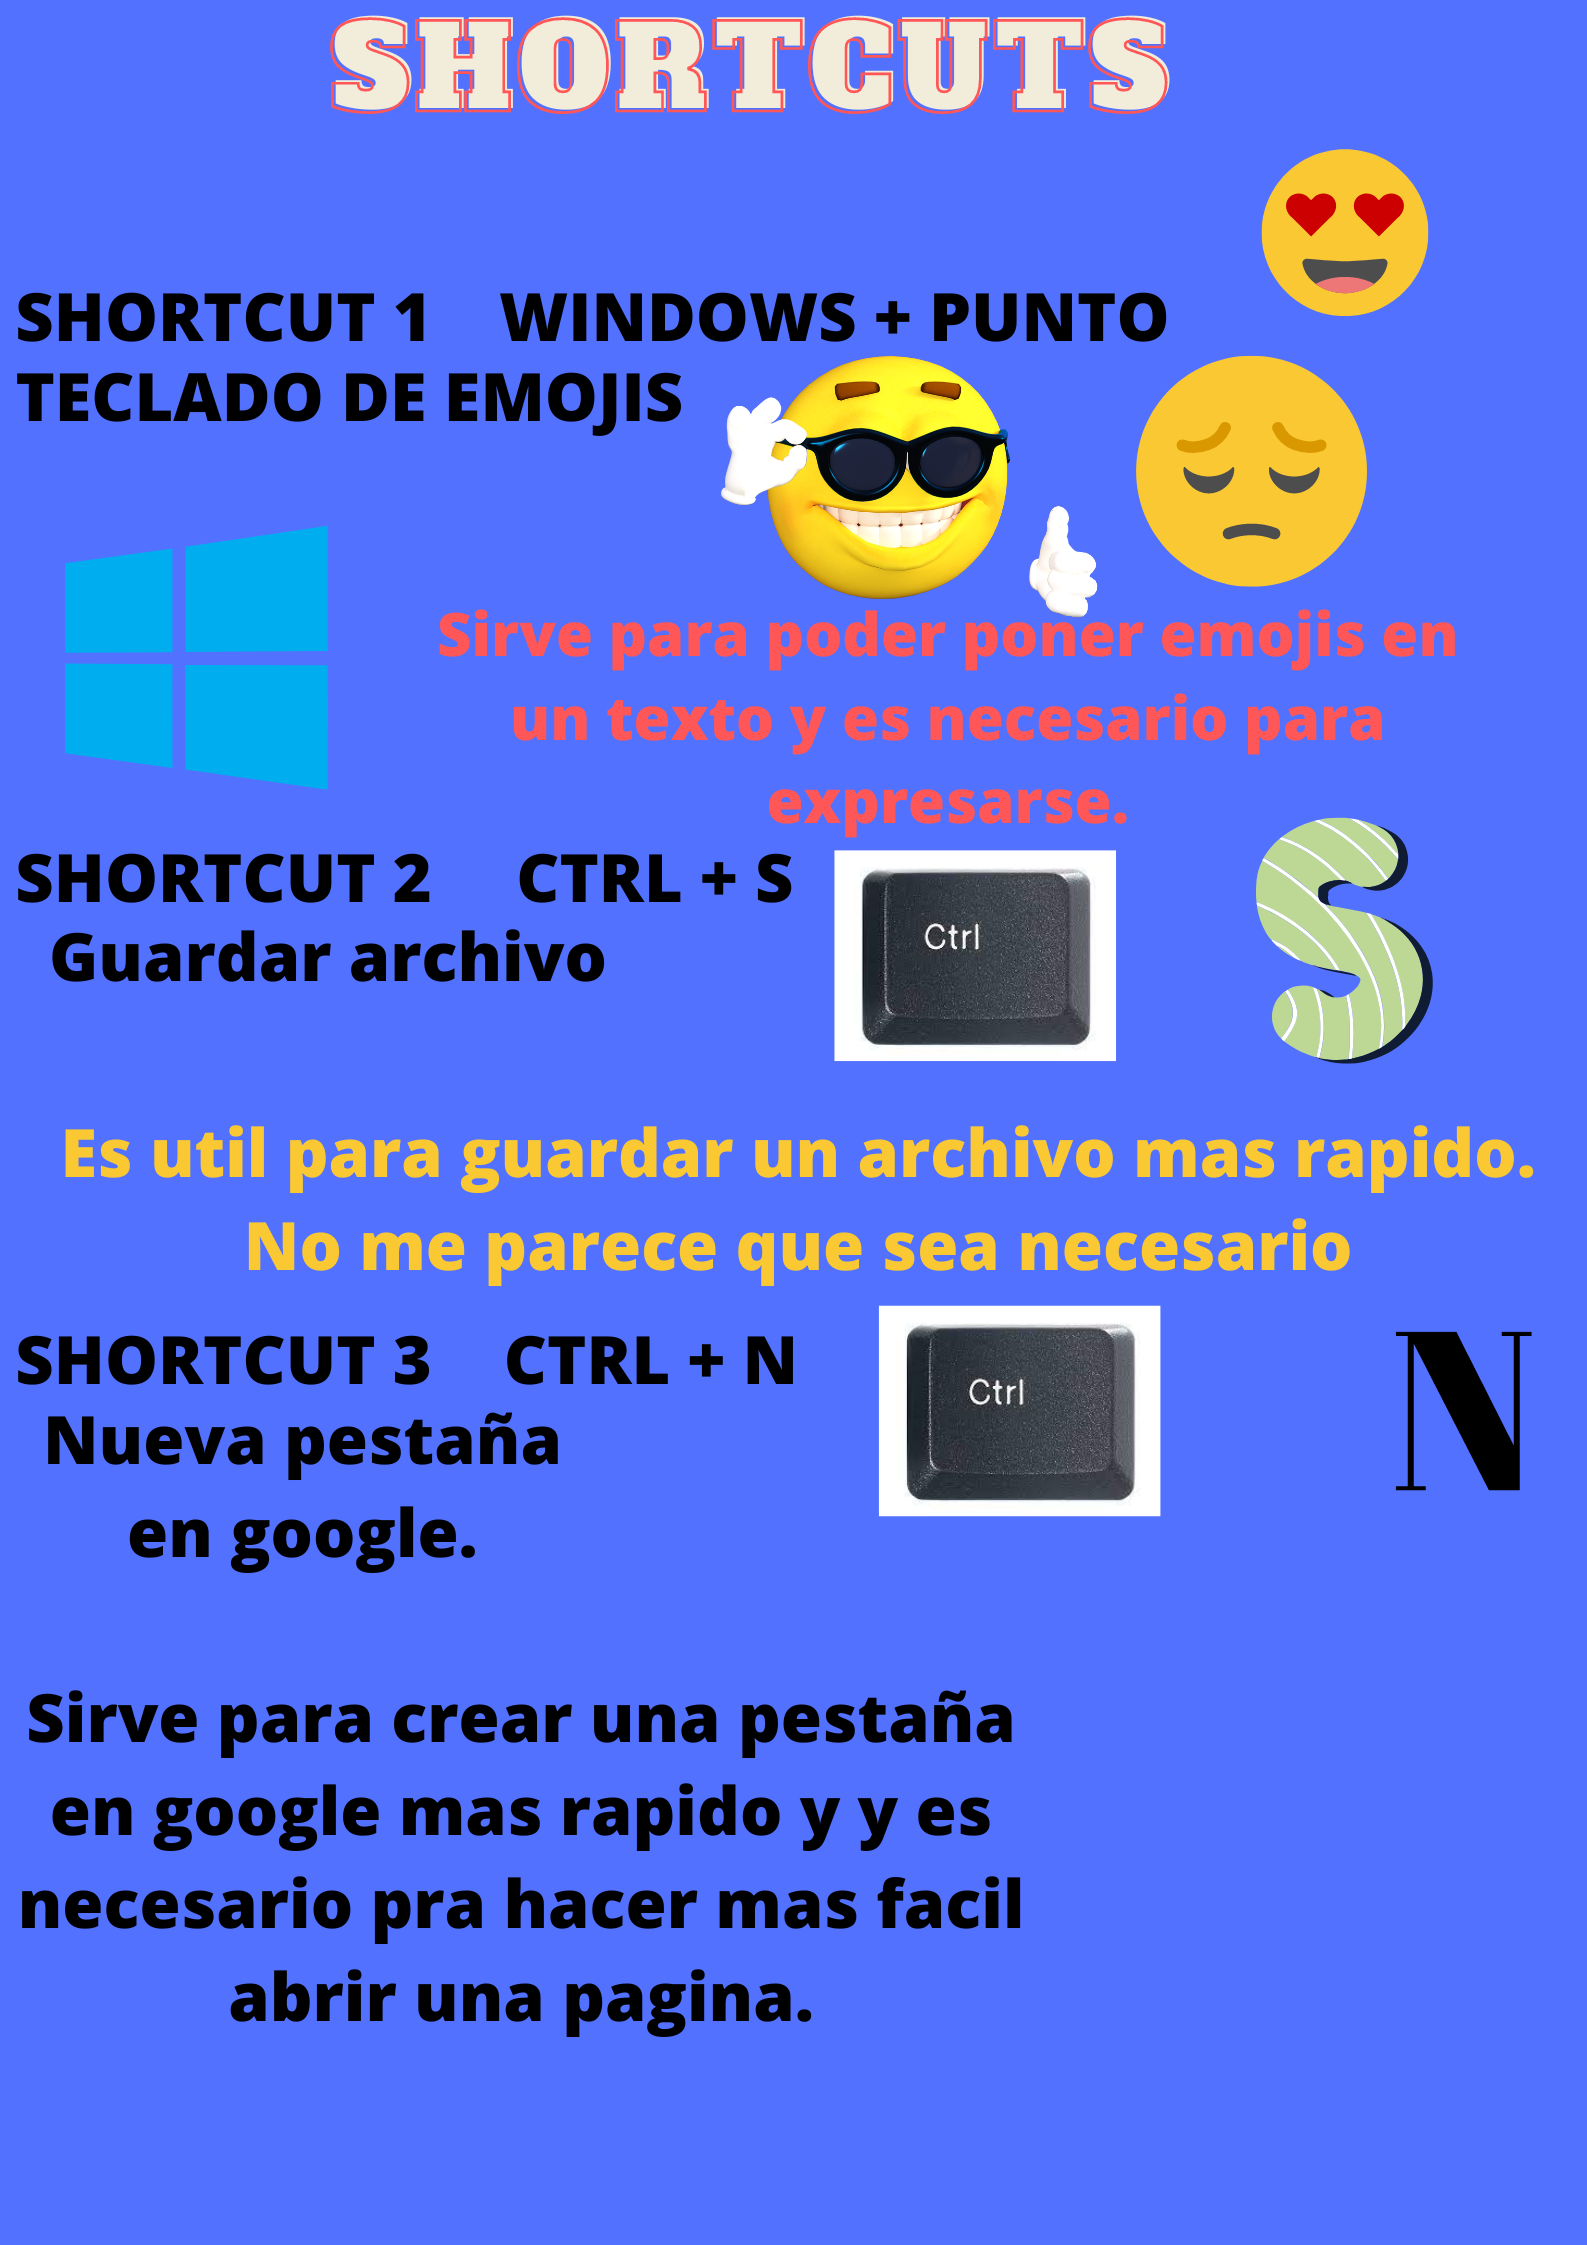 SHORTCUTS
SHORTCUT 1 WINDOWS + PUNTO
TECLADO DE EMOJIS
Sirve para poder poner emojis en
un texto y es necesario para
expresarse.
SHORTCUT 2 CTRL + S
Guardar archivo
Ctrl
S
Es util para guardar un archivo mas rapido.
No me parece que sea necesario
SHORTCUT 3 CTRL + N
Nueva pestaña
en google.
Ctrl
N
Sirve para crear una pestaña
en google mas rapido y y es
necesario pra hacer mas facil
abrir una pagina.